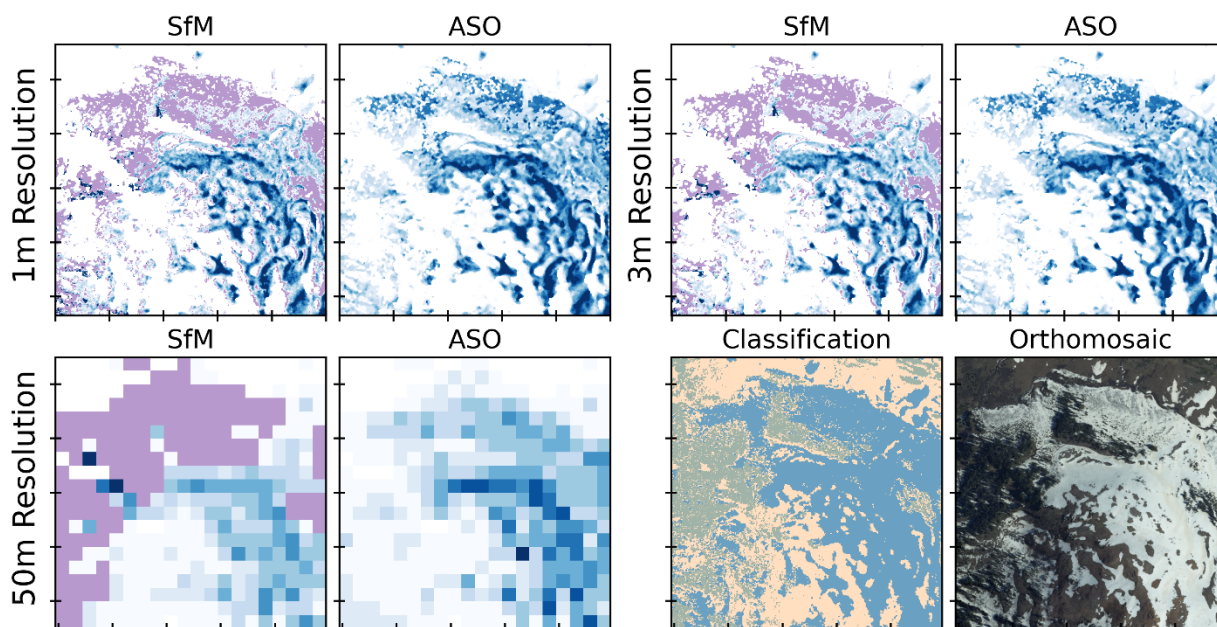 SfM
ASO
SfM
ASO
1m Resolution
3m Resolution
SfM
ASO
Classification
Orthomosaic
50m Resolution